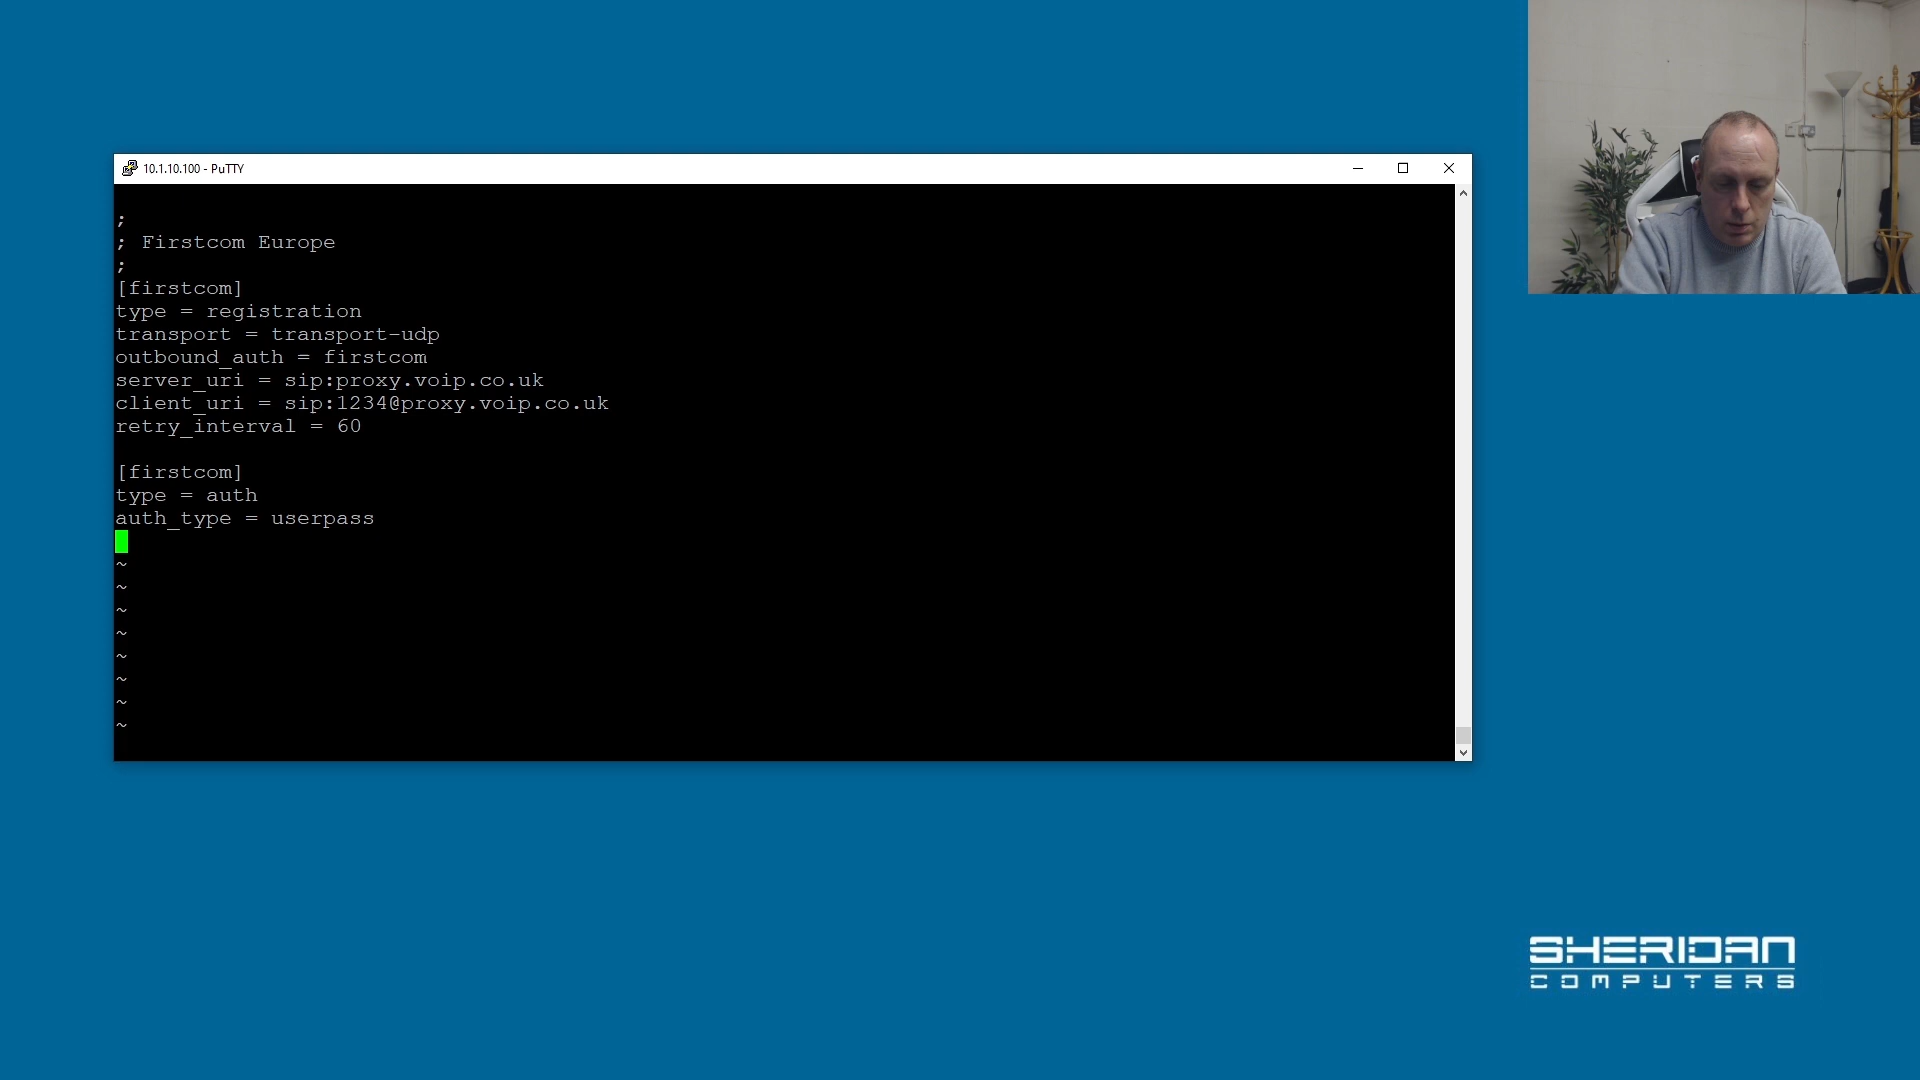 10.1.10.100 - PuTTY
;
; Firstcom Europe
;
[firstcom]
type = registration
transport = transport-udp
outbound_auth = firstcom
server_uri = sip:proxy.voip.co.uk
client_uri = sip:1234@proxy.voip.co.uk
retry_interval = 60
[firstcom]
type = auth
auth_type = userpass
~
~
~
~
~
~
~
~
SHERIDAN
COMPUTERS